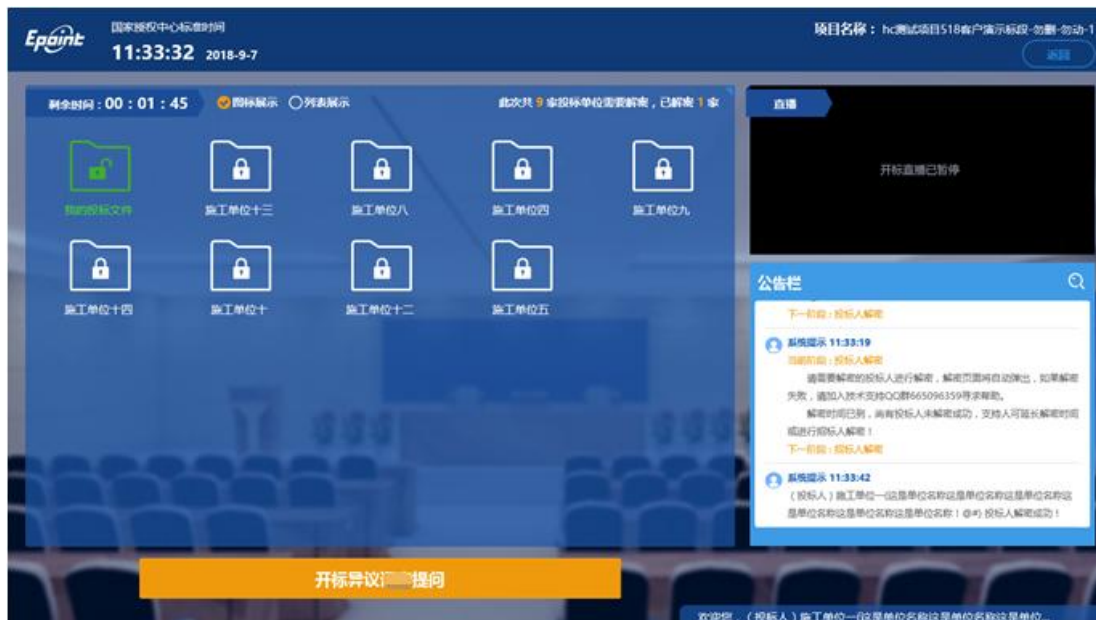 Epoint
国家授权中心标准时间
11:33:32 2018-9-7
项目名称：hc测试项目518客户演示标段-勿删-勿动-1
返回
剩余时间：00：01：45 图标展示 列表展示 此次共 9 家投标单位需要解密，已解密 1 家
直播
开标直播已暂停
我的投标文件 施工单位十三 施工单位八 施工单位四 施工单位九
施工单位十四 施工单位十 施工单位十二 施工单位五
公告栏
下一阶段：投标人解密
系统提示 11:33:19
当前阶段：投标人解密
请需要解密的投标人进行解密，解密页面将自动弹出，如果解密
失败，请加入技术支持QQ群665096359寻求帮助。
解密时间已到，尚有投标人未解密成功，支持人可延长解密时间
或进行招标人解密！
下一阶段：招标人解密
系统提示 11:33:42
（投标人）施工单位一(这是单位名称这是单位名称这是单位名称这
是单位名称这是单位名称这是单位名称！@#) 投标人解密成功！
开标异议 提问
欢迎您，（投标人）施工单位一(这是单位名称这是单位名称这是单位...